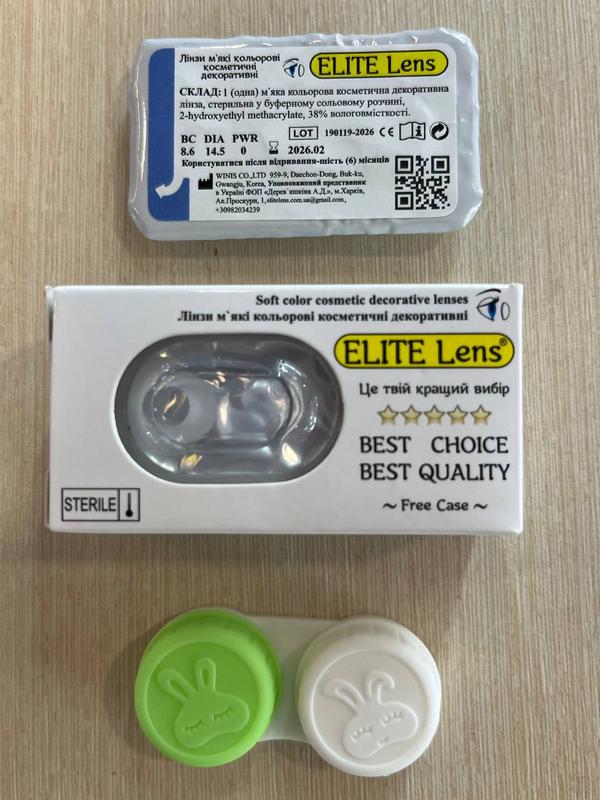 Лінзи м'які кольорові
косметичні
декоративні
ELITE Lens
СКЛАД: 1 (одна) м'яка кольорова косметична декоративна
лінза, стерильна у буферному сольовому розчині,
2-hydroxyethyl methacrylate, 38% вологовмісткості.
BC DIA PWR
8.6 14.5 0
LOT 190119-2026 CE
2026.02
Користуватися після відривання-шість (6) місяців
WINIS CO.,LTD 959-9, Daechon-Dong, Buk-ku,
Gwangju, Korea, Уповноважений представник
в Україні ФОП «Дерев'яшкіна А.Д.», м.Харків,
Ак.Проскури, 1, elitelens.com.ua@gmail.com,
+30982034239
Soft color cosmetic decorative lenses
Лінзи м`які кольорові косметичні декоративні
ELITE Lens®
Це твій кращий вибір
BEST CHOICE
BEST QUALITY
~ Free Case ~
STERILE